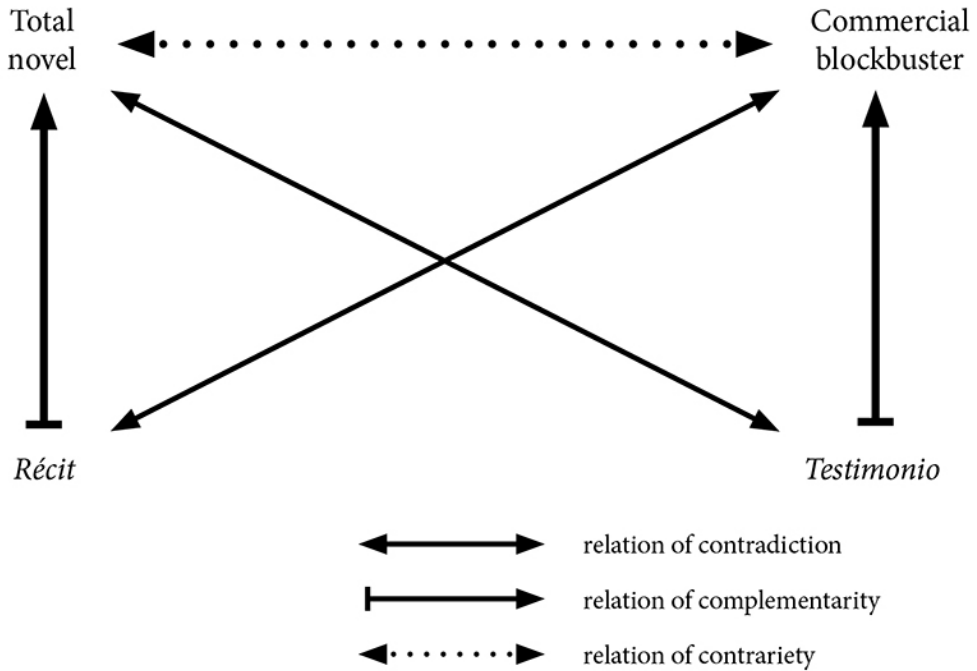 Total
novel
Commercial
blockbuster
Récit
Testimonio
relation of contradiction
relation of complementarity
relation of contrariety